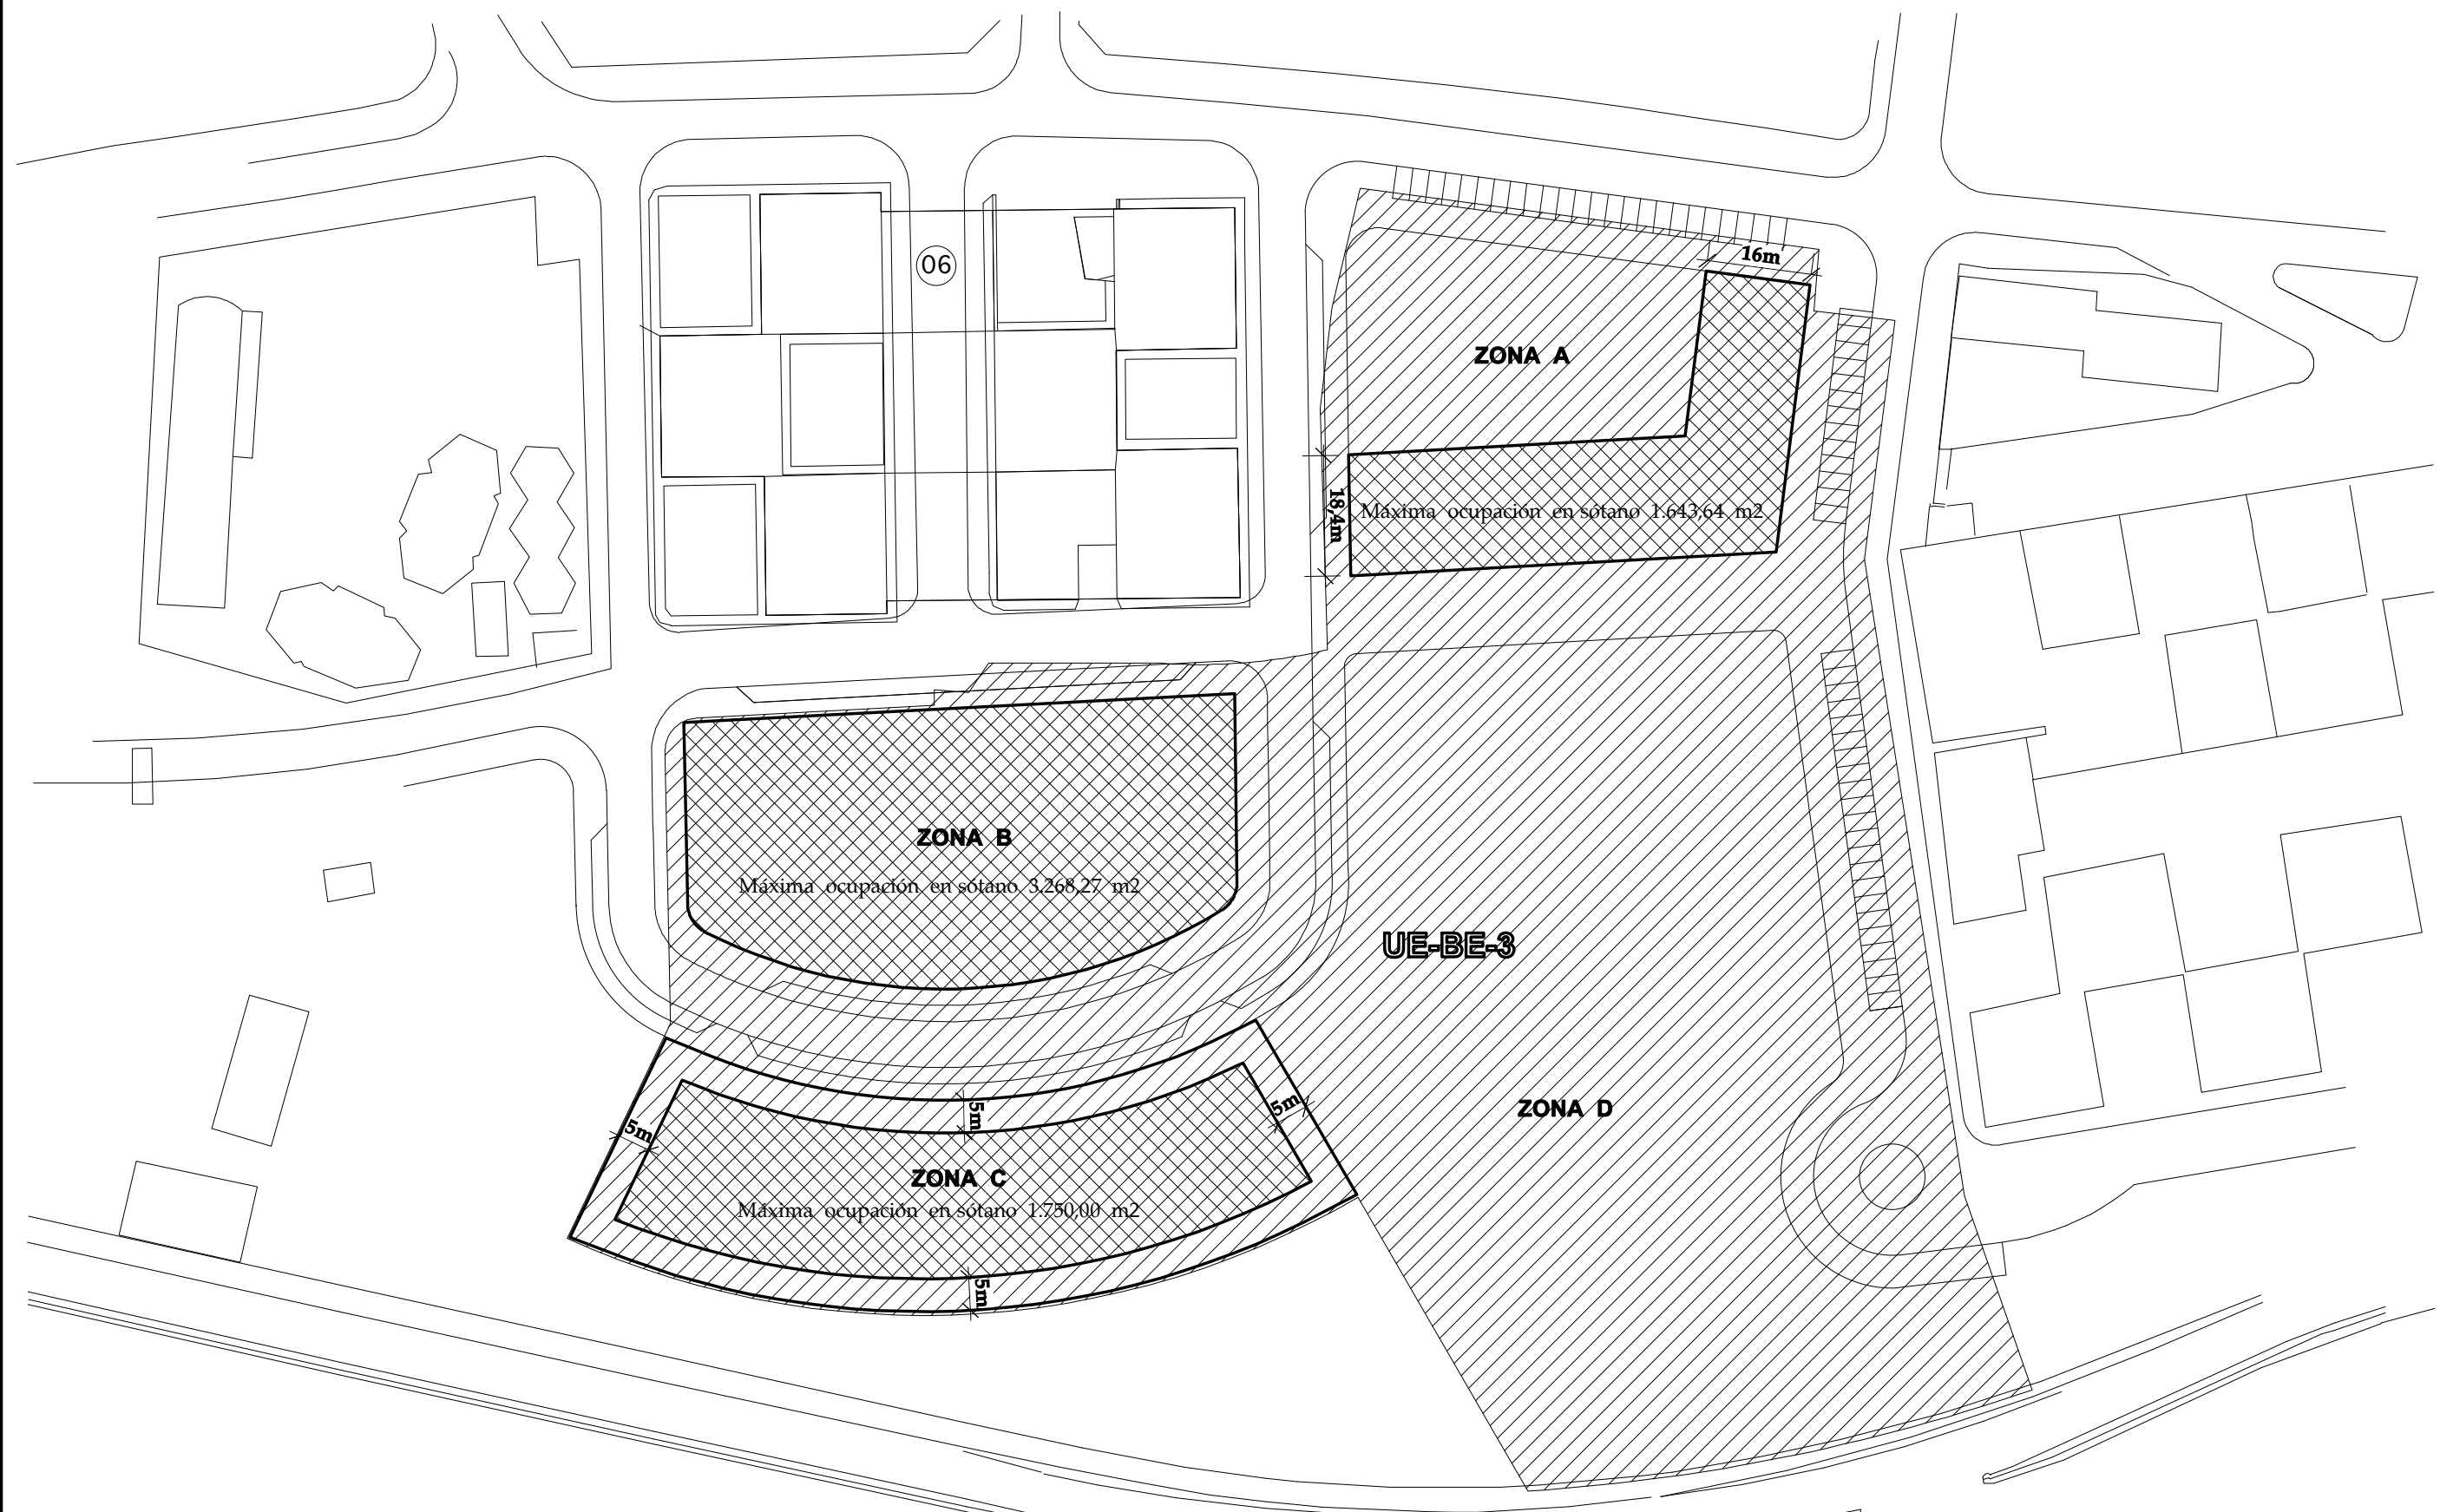 06
16m
ZONA A
18,4m
Máxima ocupación en sótano 1.643,64 m2
ZONA B
Máxima ocupación en sótano 3.268,27 m2
UE-BE-3
5m
5m
5m
ZONA D
ZONA C
Máxima ocupación en sótano 1.750,00 m2
5m